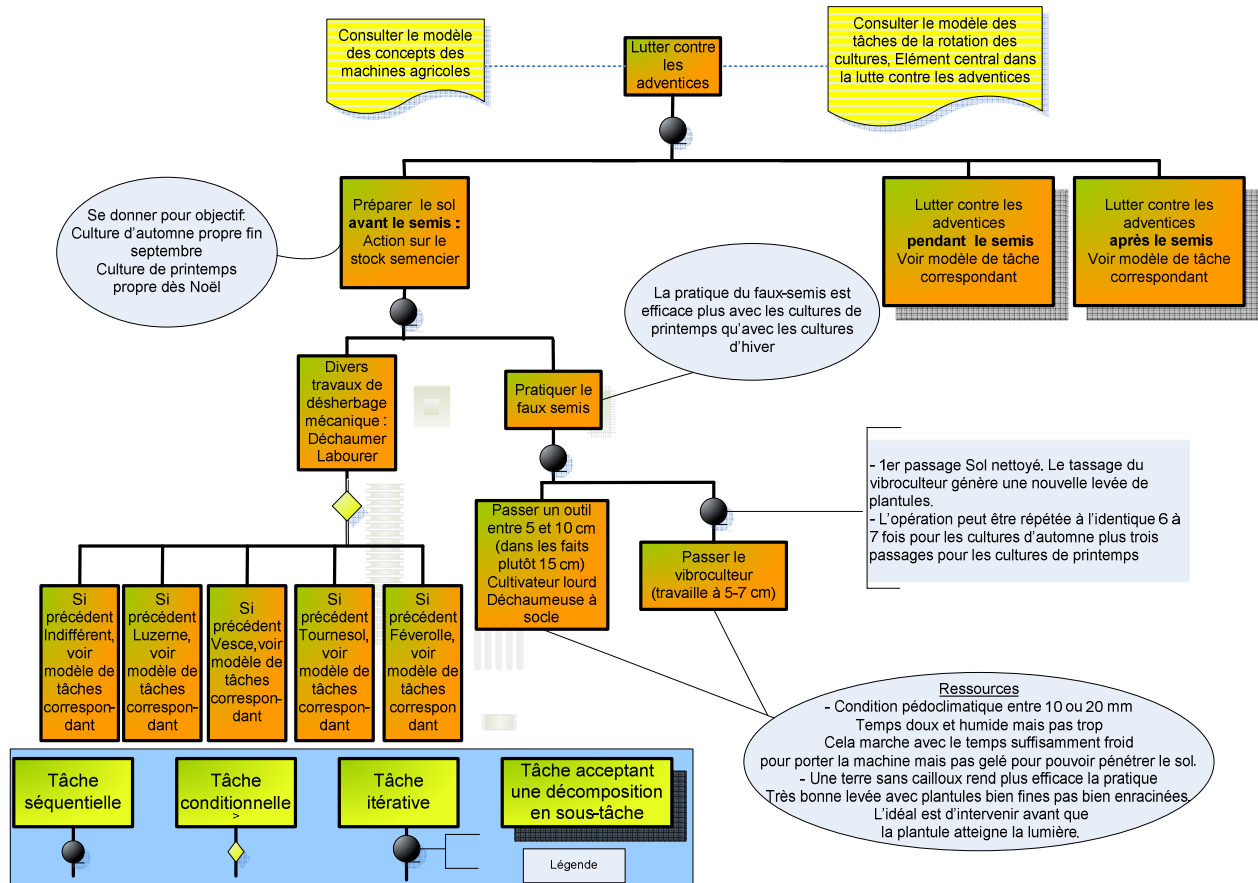 Consulter le modèle
des concepts des
machines agricoles
Lutter contre
les
adventices
Consulter le modèle des
tâches de la rotation des
cultures, Elément central dans
la lutte contre les adventices
Se donner pour objectif:
Culture d'automne propre fin
septembre
Culture de printemps
propre dès Noël
Préparer le sol
avant le semis :
Action sur le
stock semencier
Lutter contre les
adventices
pendant le semis
Voir modèle de tâche
correspondant
Lutter contre les
adventices
après le semis
Voir modèle de tâche
correspondant
La pratique du faux-semis est
efficace plus avec les cultures de
printemps qu'avec les cultures
d'hiver
Divers
travaux de
désherbage
mécanique :
Déchaumer
Labourer
Pratiquer le
faux semis
- 1er passage Sol nettoyé. Le tassage du
vibroculteur génère une nouvelle levée de
plantules.
- L'opération peut être répétée à l'identique 6 à
7 fois pour les cultures d'automne plus trois
passages pour les cultures de printemps
Passer un outil
entre 5 et 10 cm
(dans les faits
plutôt 15 cm)
Cultivateur lourd
Déchaumeuse à
socle
Passer le
vibroculteur
(travaille à 5-7 cm)
Si
précédent
Indifférent,
voir
modèle de
tâches
correspon-
dant
Si
précédent
Luzerne,
voir
modèle de
tâches
correspon-
dant
Si
précédent
Vesce, voir
modèle de
tâches
correspon-
dant
Si
précédent
Tournesol,
voir
modèle de
tâches
correspon-
dant
Si
précédent
Féverolle,
voir
modèle de
tâches
correspon-
dant
Ressources
- Condition pédoclimatique entre 10 ou 20 mm
Temps doux et humide mais pas trop
Cela marche avec le temps suffisamment froid
pour porter la machine mais pas gelé pour pouvoir pénétrer le sol.
- Une terre sans cailloux rend plus efficace la pratique
Très bonne levée avec plantules bien fines pas bien enracinées.
L'idéal est d'intervenir avant que
la plantule atteigne la lumière.
Tâche
séquentielle
Tâche
conditionnelle
>
Tâche
itérative
Tâche acceptant
une décomposition
en sous-tâche
Légende